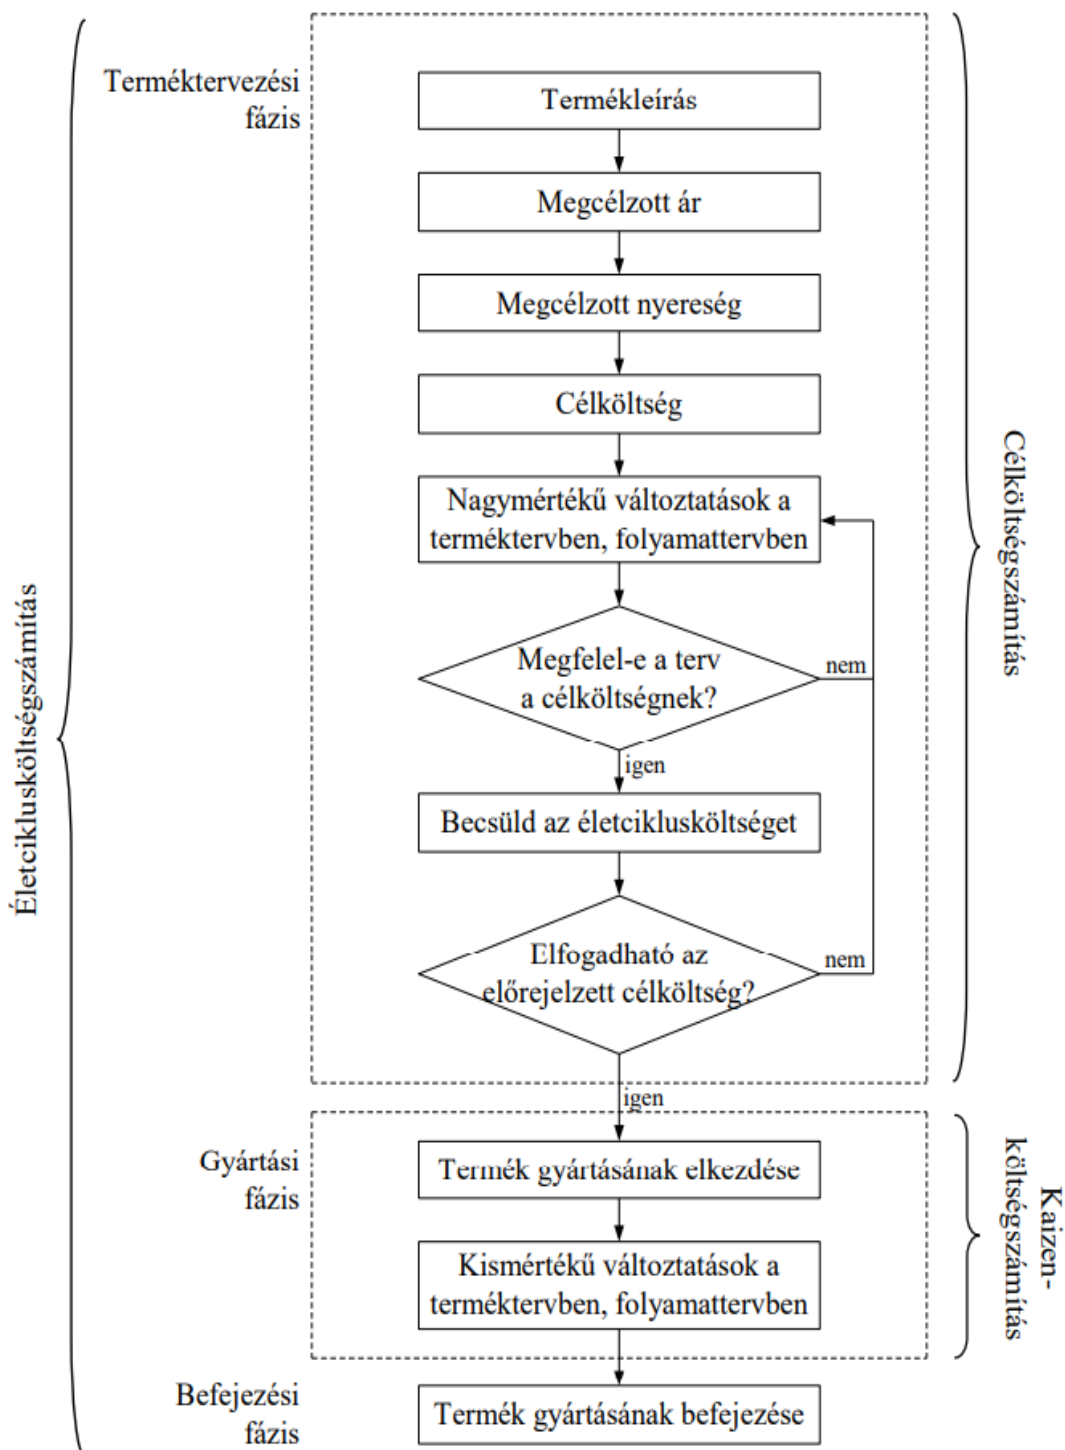 Terméktervezési
fázis
Termékleírás
Megcélzott ár
Megcélzott nyereség
Célköltség
Nagymértékű változtatások a
terméktervben, folyamattervben
Megfelel-e a terv
a célköltségnek?
nem
igen
Becsüld az életciklusköltséget
Elfogadható az
előrejelzett célköltség?
nem
igen
Célköltségszámítás
Életciklusköltségszámítás
Gyártási
fázis
Termék gyártásának elkezdése
Kismértékű változtatások a
terméktervben, folyamattervben
Kaizen-
költségszámítás
Befejezési
fázis
Termék gyártásának befejezése